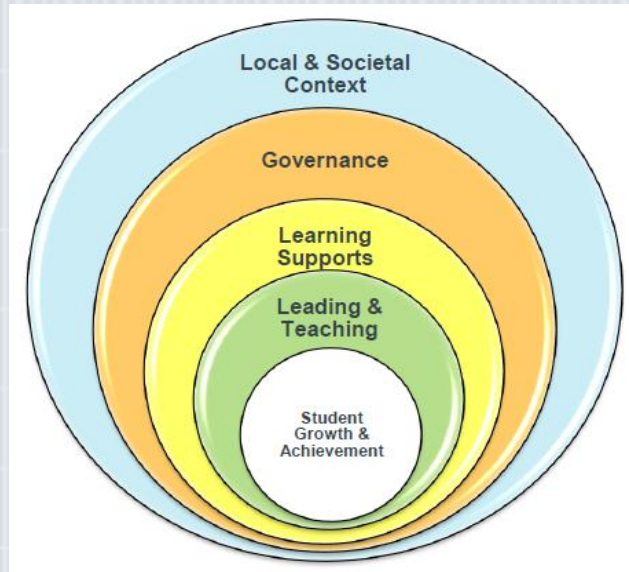 Local & Societal
Context
Governance
Learning
Supports
Leading &
Teaching
Student
Growth &
Achievement